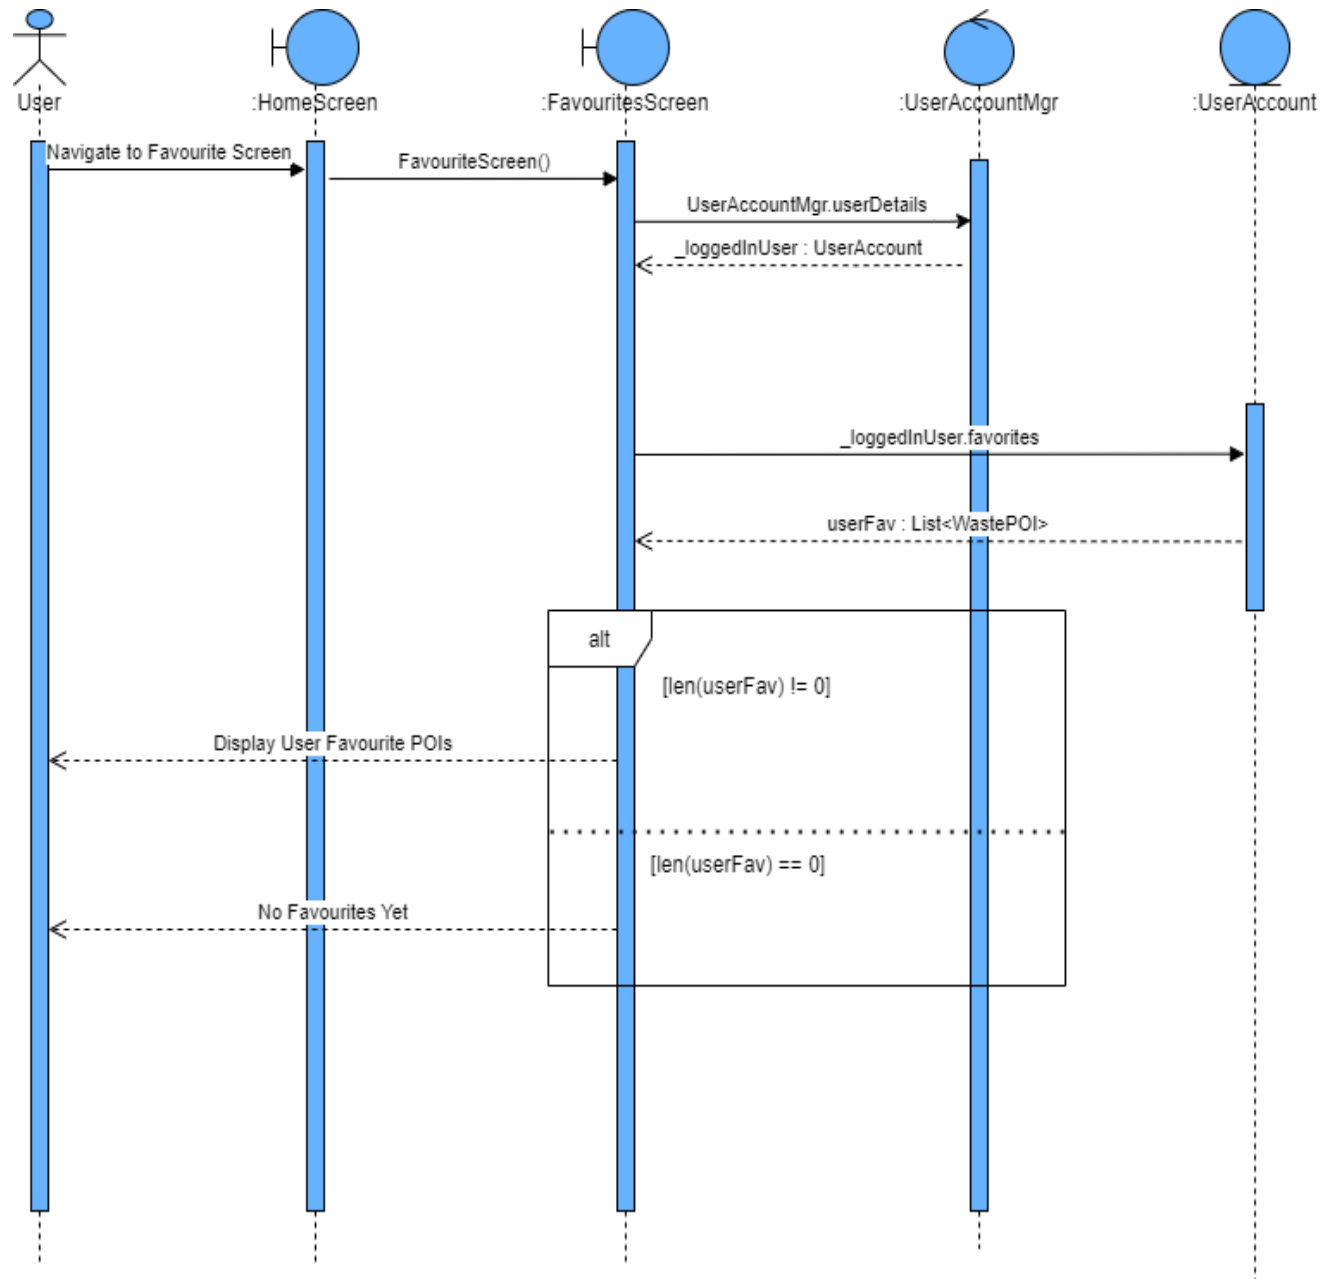 User
:HomeScreen
:FavouritesScreen
:UserAccountMgr
:UserAccount
Navigate to Favourite Screen
FavouriteScreen()
UserAccountMgr.userDetails
_loggedInUser : UserAccount
_loggedInUser.favorites
userFav : List<WastePOI>
alt
[len(userFav) != 0]
Display User Favourite POIs
[len(userFav) == 0]
No Favourites Yet